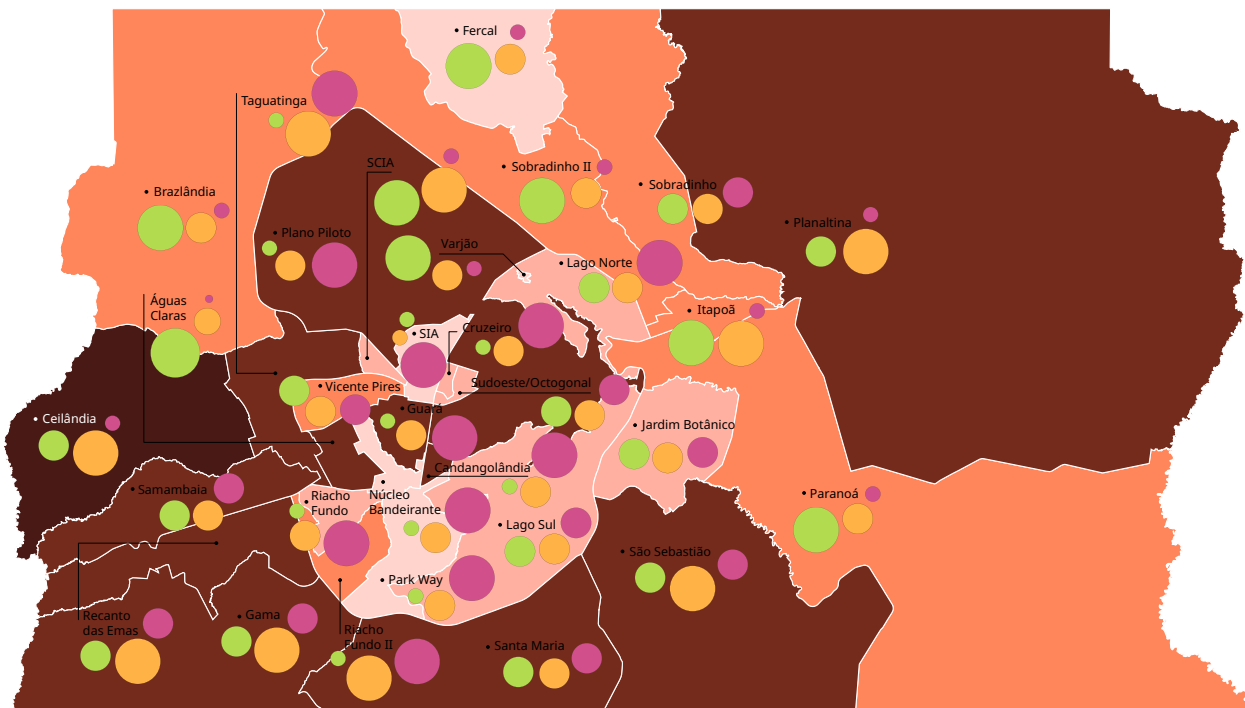 Fercal
Taguatinga
SCIA
Sobradinho II
Sobradinho
Brazlândia
Planaltina
Plano Piloto
Varjão
Lago Norte
Águas
Claras
Itapoã
SIA
Cruzeiro
Sudoeste/Octogonal
Vicente Pires
Guará
Ceilândia
Jardim Botânico
Candangolândia
Samambaia
Riacho
Fundo
Núcleo
Bandeirante
Paranoá
Lago Sul
São Sebastião
Park Way
Recanto
das Emas
Gama
Riacho
Fundo II
Santa Maria